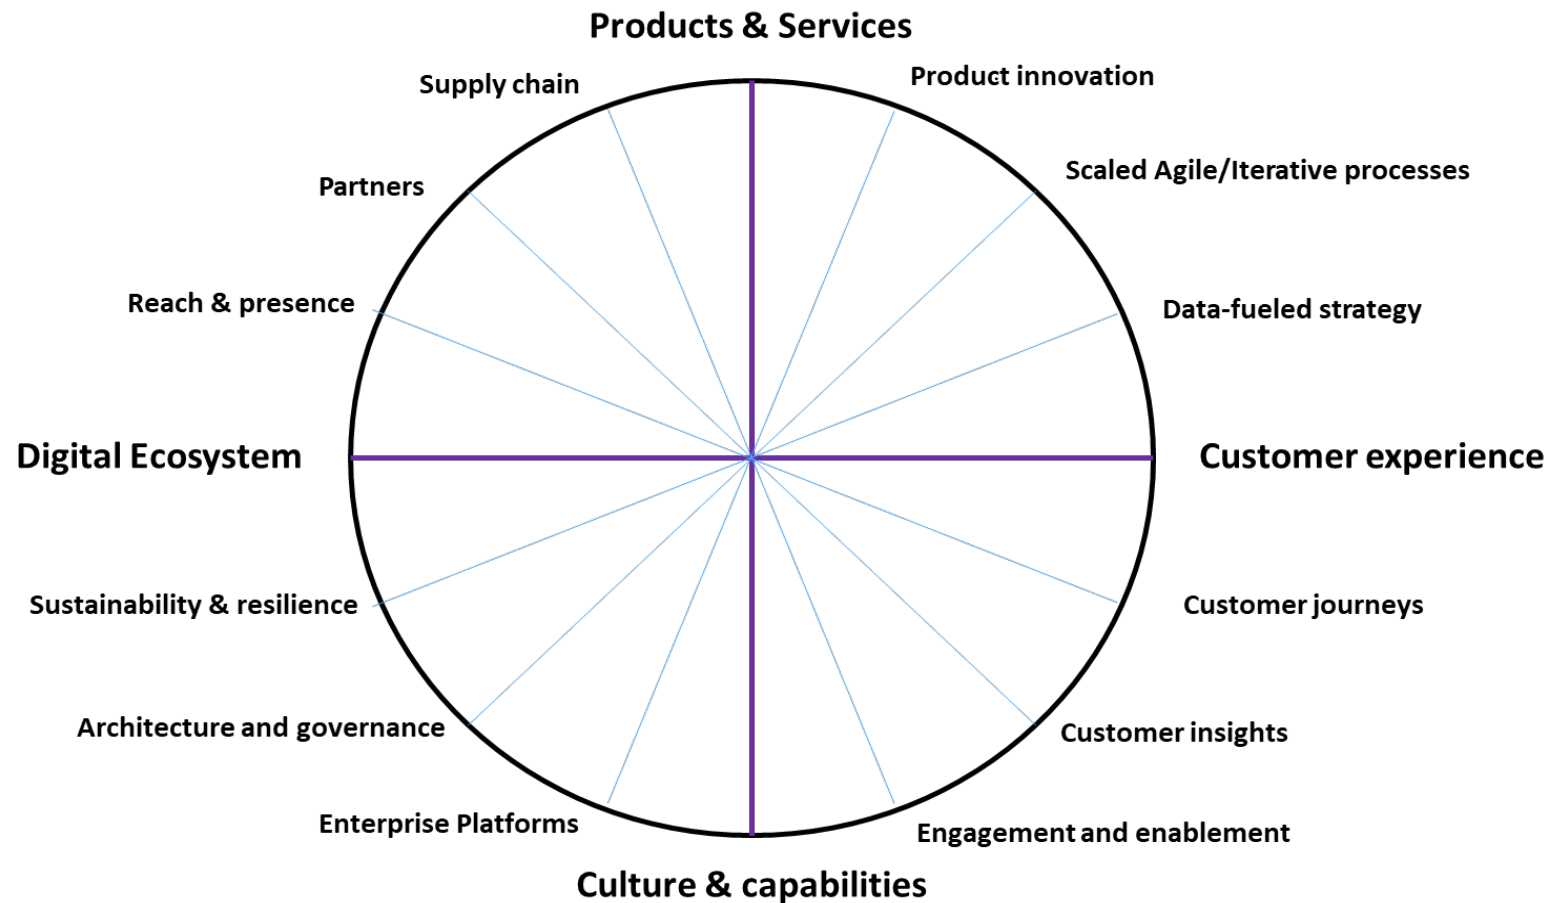 Products & Services
Supply chain
Product innovation
Partners
Scaled Agile/Iterative processes
Reach & presence
Data-fueled strategy
Digital Ecosystem
Customer experience
Sustainability & resilience
Customer journeys
Architecture and governance
Customer insights
Enterprise Platforms
Engagement and enablement
Culture & capabilities